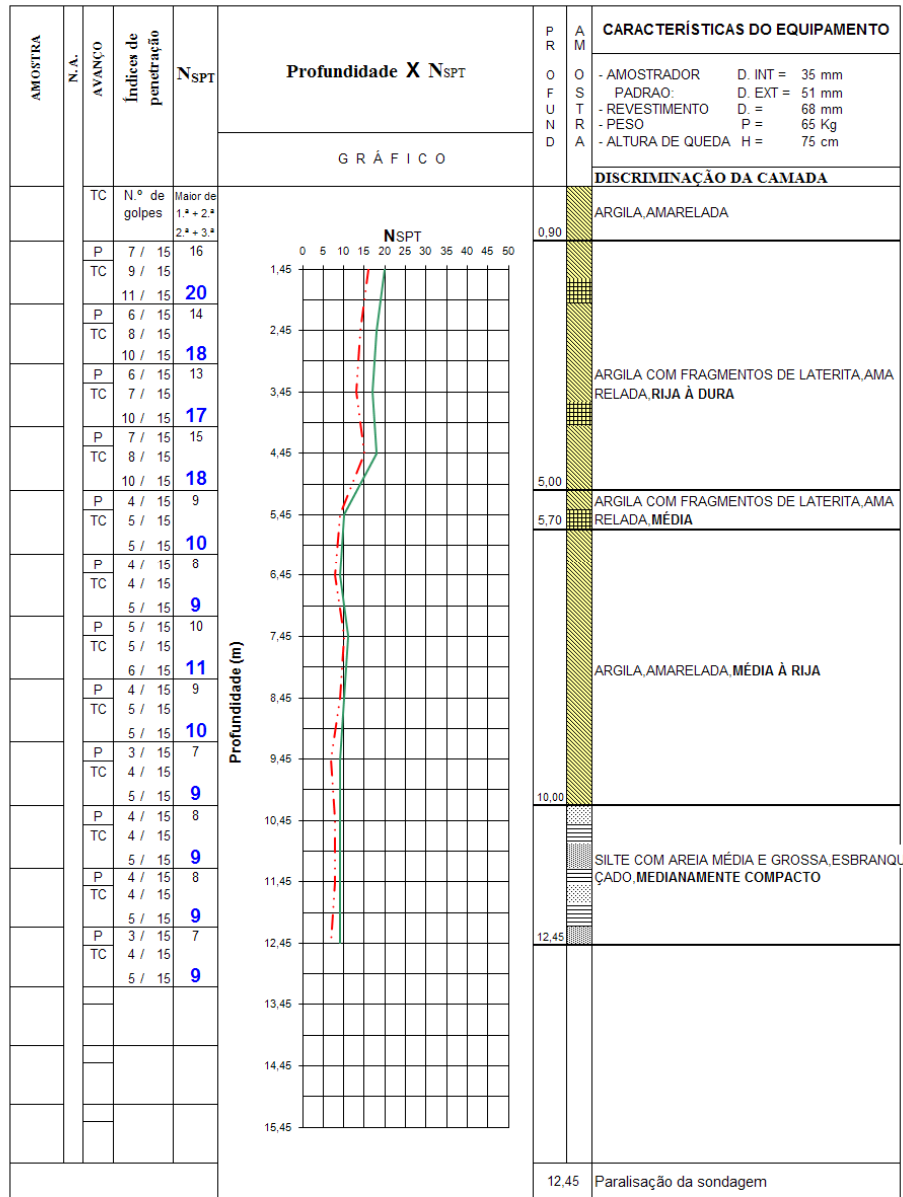 AMOSTRA
N.A.
AVANÇO
Índices de
penetração
NSPT
Profundidade X NSPT
GRÁFICO
PROFUND
AMOSTRA
CARACTERÍSTICAS DO EQUIPAMENTO
- AMOSTRADOR D. INT = 35 mm
PADRAO: D. EXT = 51 mm
- REVESTIMENTO D. = 68 mm
- PESO P = 65 Kg
- ALTURA DE QUEDA H = 75 cm
DISCRIMINAÇÃO DA CAMADA
TC
N.º de
golpes
Maior de
1.ª + 2.ª
2.ª + 3.ª
P 7 / 15 16
TC 9 / 15
11 / 15 20
P 6 / 15 14
TC 8 / 15
10 / 15 18
P 6 / 15 13
TC 7 / 15
10 / 15 17
P 7 / 15 15
TC 8 / 15
10 / 15 18
P 4 / 15 9
TC 5 / 15
5 / 15 10
P 4 / 15 8
TC 4 / 15
5 / 15 9
P 5 / 15 10
TC 5 / 15
6 / 15 11
P 4 / 15 9
TC 5 / 15
5 / 15 10
P 3 / 15 7
TC 4 / 15
5 / 15 9
P 4 / 15 8
TC 4 / 15
5 / 15 9
P 4 / 15 8
TC 4 / 15
5 / 15 9
P 3 / 15 7
TC 4 / 15
5 / 15 9
NSPT
0 5 10 15 20 25 30 35 40 45 50
Profundidade (m)
1,45
2,45
3,45
4,45
5,45
6,45
7,45
8,45
9,45
10,45
11,45
12,45
13,45
14,45
15,45
ARGILA,AMARELADA
0,90
ARGILA COM FRAGMENTOS DE LATERITA,AMA
RELADA,RIJA À DURA
5,00
ARGILA COM FRAGMENTOS DE LATERITA,AMA
5,70 RELADA,MÉDIA
ARGILA,AMARELADA,MÉDIA À RIJA
10,00
SILTE COM AREIA MÉDIA E GROSSA,ESBRANQU
ÇADO,MEDIANAMENTE COMPACTO
12,45
12,45 Paralisação da sondagem